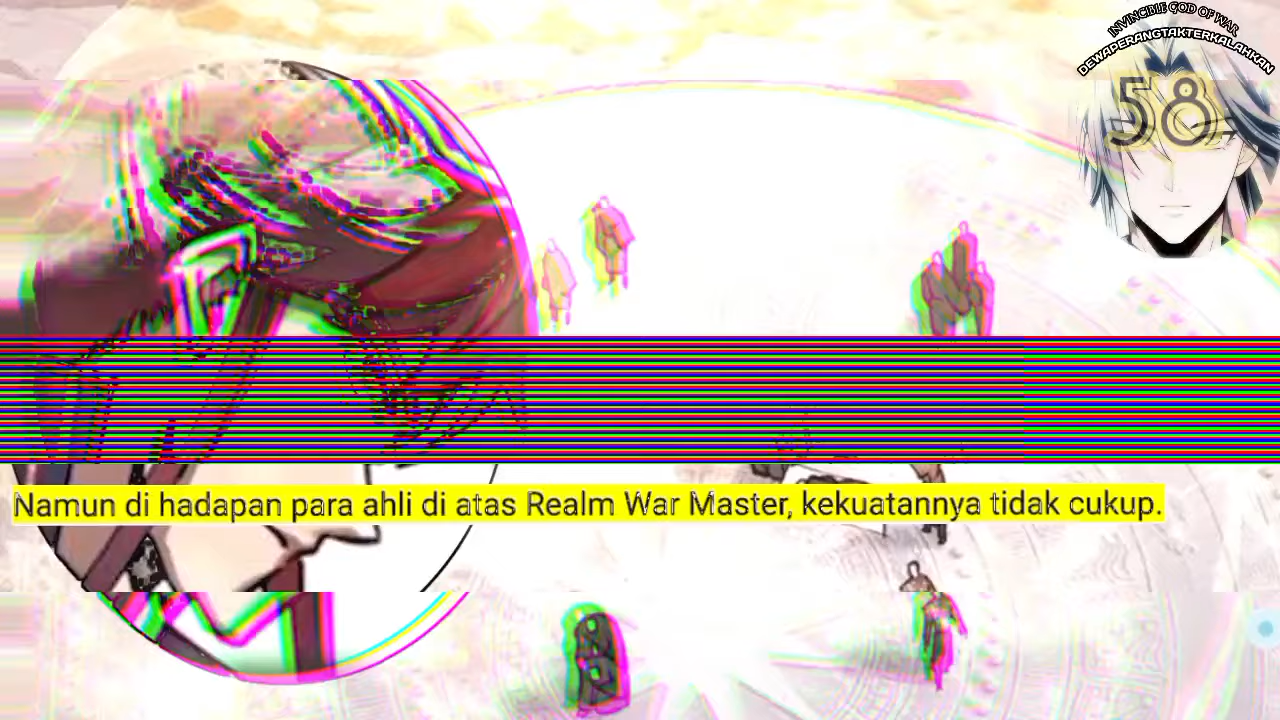 INVINCIBLE GOD OF WAR
DEWAPERANGTAKTERKALAHKAN
58
Namun di hadapan para ahli di atas Realm War Master, kekuatannya tidak cukup.